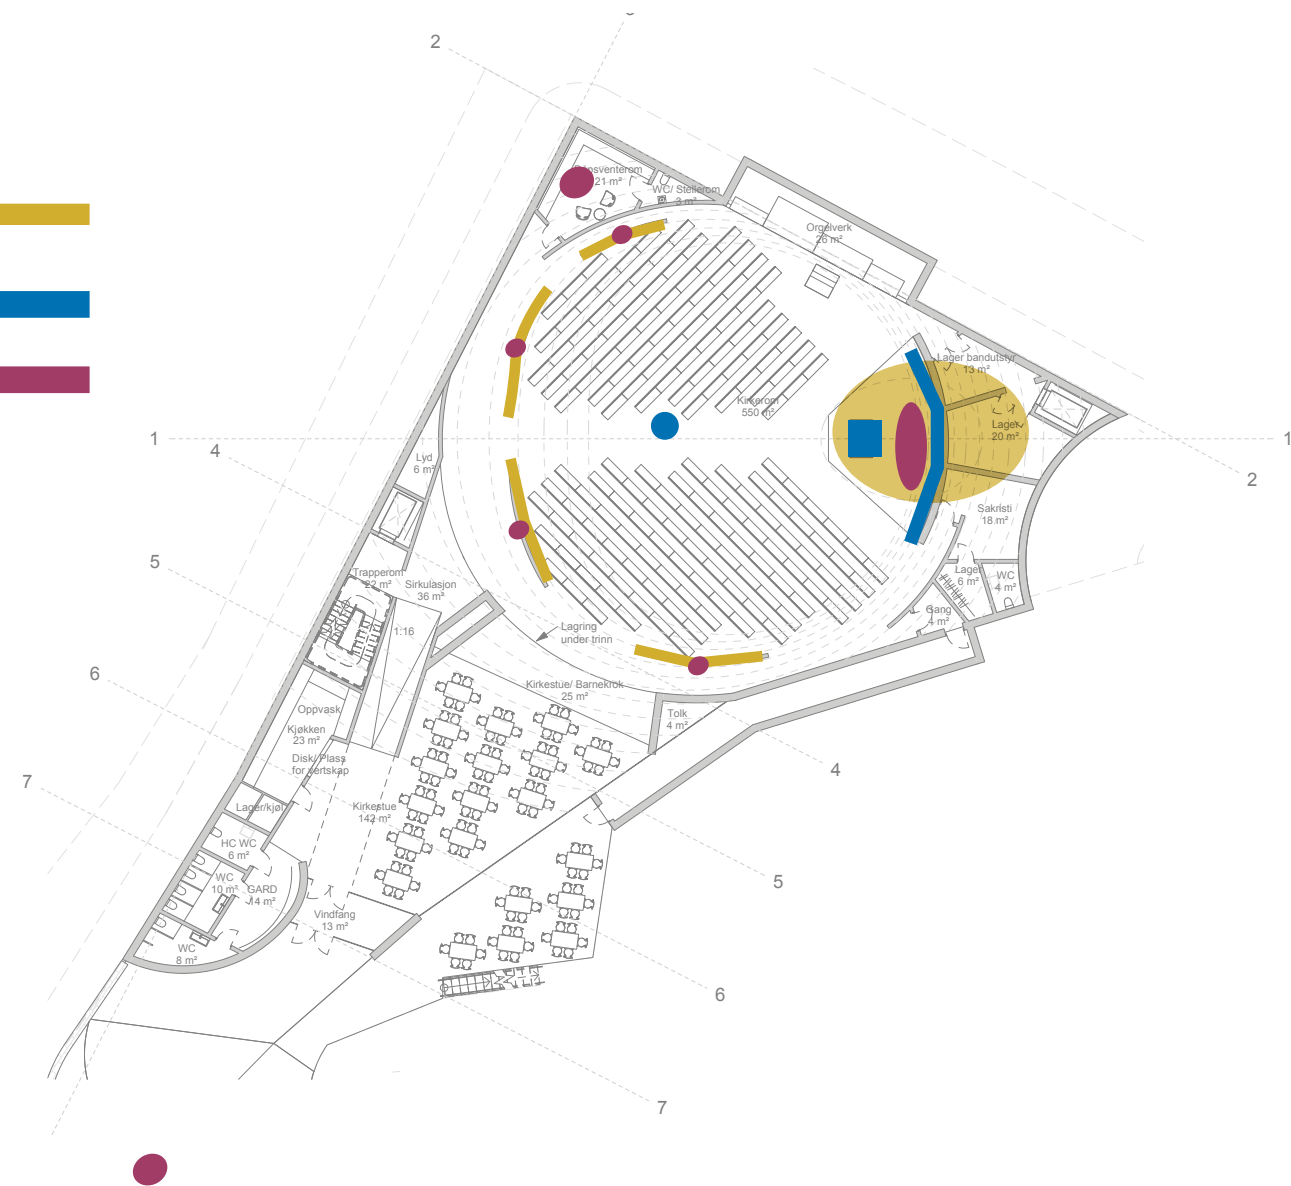 2
21 m²
WC/ Stellerom
3 m²
Orgelverk
26 m²
Lager bandutstyr
13 m²
Kirkerom
550 m²
Lager
20 m²
1
1
4
Lyd
6 m²
2
Sakristi
18 m²
5
Trapperom
22 m²
Sirkulasjon
36 m²
Lager
6 m²
WC
4 m²
Gang
4 m²
1:16
Lagring
under trinn
6
Kirkestue/ Barnekrok
25 m²
Oppvask
Tolk
4 m²
Kjøkken
23 m²
Disk/ Plass
for vertskap
4
7
Lager/kjøl
Kirkestue
142 m²
HC WC
6 m²
WC
10 m²
GARD
14 m²
5
Vindfang
13 m²
WC
8 m²
6
7